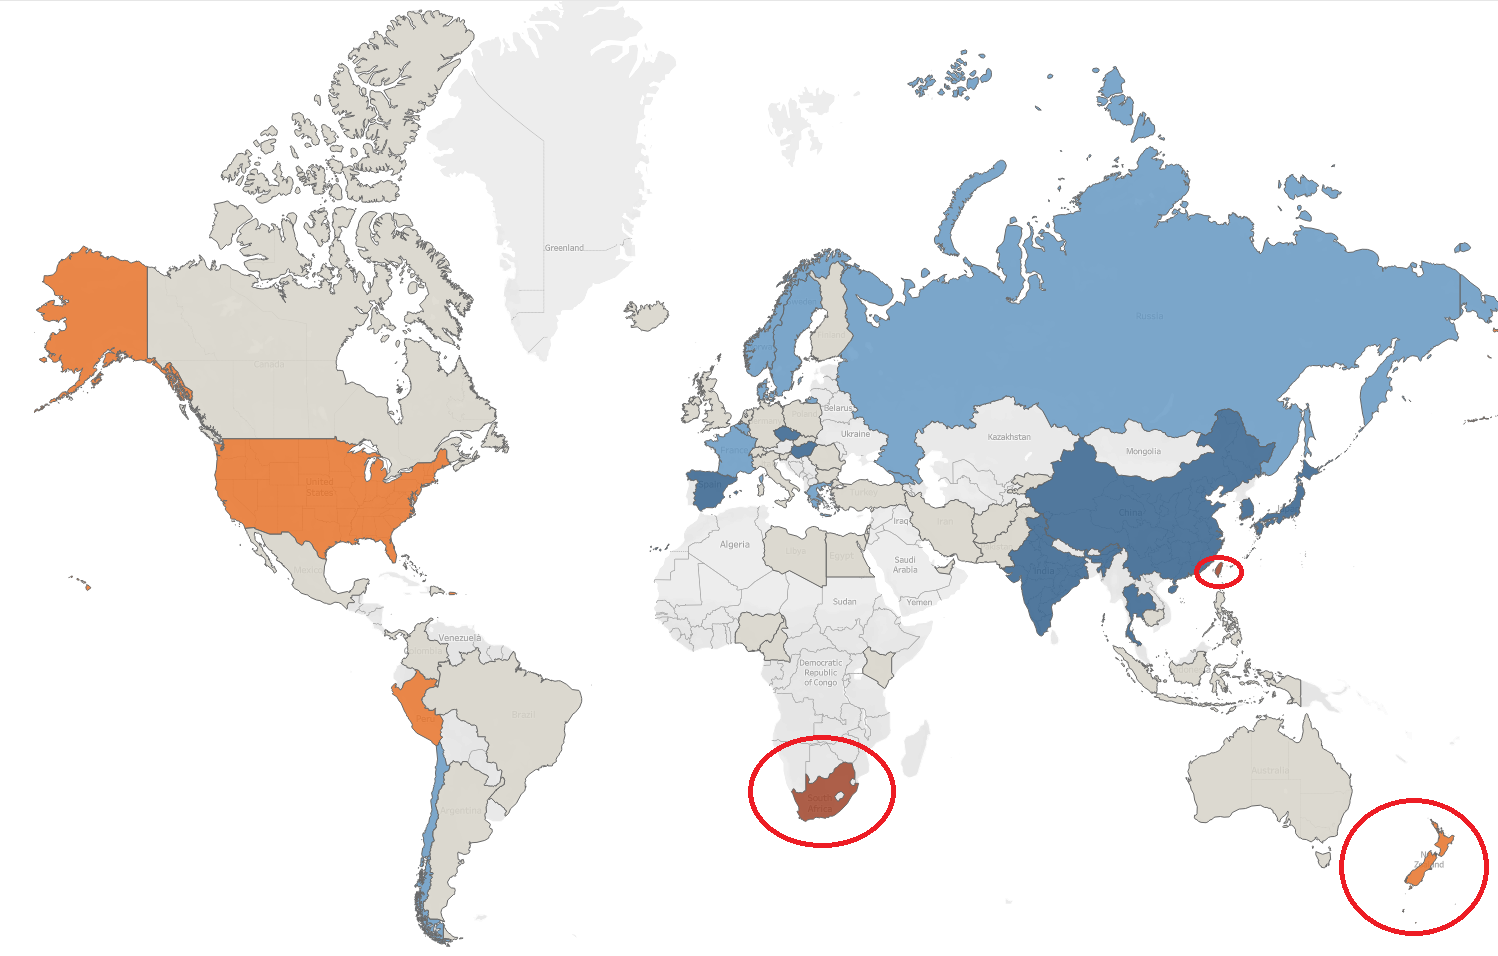 Greenland
Russia
Canada
Belarus
Poland
Ukraine
France
Kazakhstan
Mongolia
United
States
Spain
Turkey
China
Iraq
Iran
Algeria
Libya
Egypt
Saudi
Arabia
Mexico
India
Sudan
Yemen
Venezuela
Colombia
Democratic
Republic
of Congo
Peru
Brazil
Australia
South
Africa
Argentina
New
Zealand